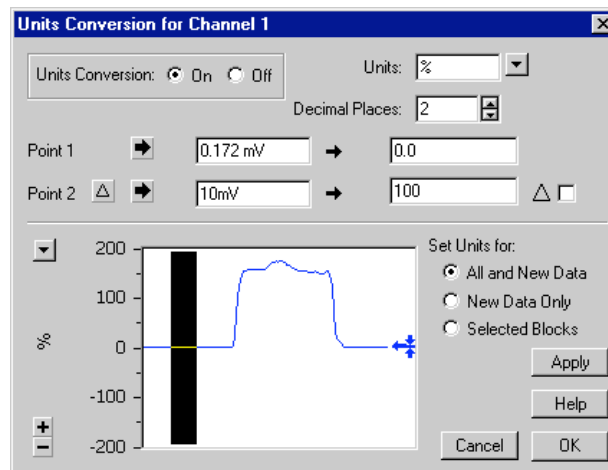 Units Conversion for Channel 1
Units Conversion: On Off
Units: %
Decimal Places: 2
Point 1 0.172 mV 0.0
Point 2 10mV 100
200
100
0
-100
-200
%
Set Units for:
All and New Data
New Data Only
Selected Blocks
Apply
Help
Cancel OK